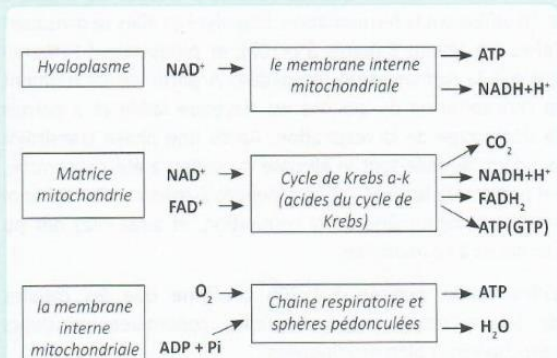 Hyaloplasme
NAD⁺
le membrane interne
mitochondriale
ATP
NADH+H⁺
Matrice
mitochondrie
NAD⁺
FAD⁺
Cycle de Krebs a-k
(acides du cycle de
Krebs)
CO₂
NADH+H⁺
FADH₂
ATP(GTP)
la membrane
interne
mitochondriale
O₂
ADP + Pi
Chaine respiratoire et
sphères pédonculées
ATP
H₂O